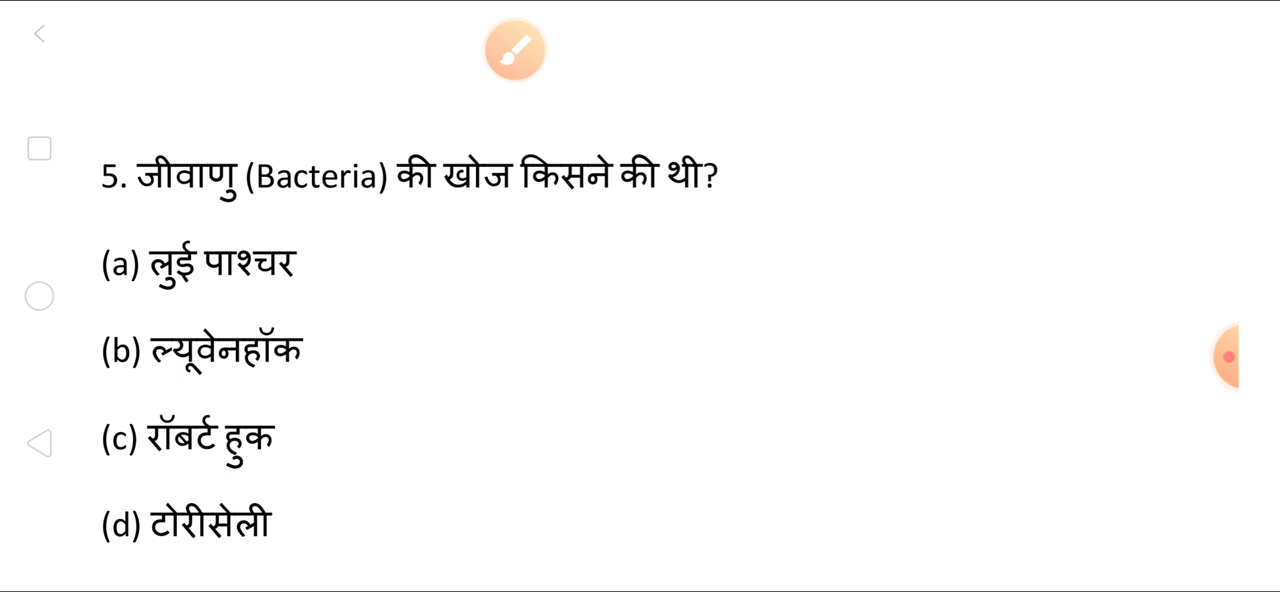 5. जीवाणु (Bacteria) की खोज किसने की थी?
(a) लुई पाश्चर
(b) ल्यूवेनहॉक
(c) रॉबर्ट हुक
(d) टोरीसेली